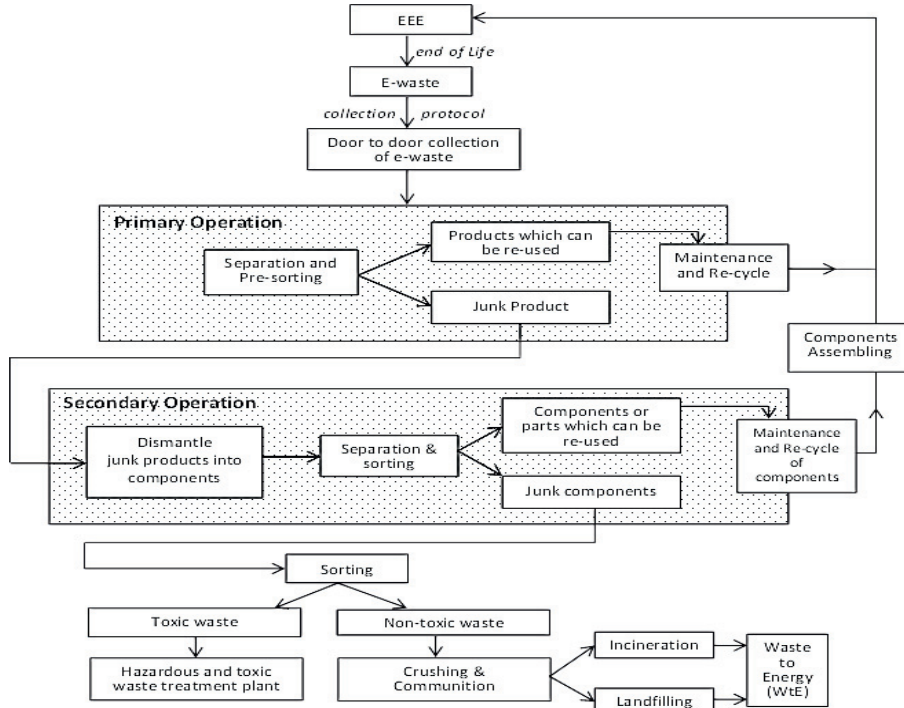 EEE
end of Life
E-waste
collection protocol
Door to door collection
of e-waste
Primary Operation
Products which can
be re-used
Separation and
Pre-sorting
Maintenance
and Re-cycle
Junk Product
Components
Assembling
Secondary Operation
Components or
parts which can be
re-used
Dismantle
junk products into
components
Separation &
sorting
Maintenance
and Re-cycle
of
components
Junk components
Sorting
Toxic waste
Non-toxic waste
Hazardous and toxic
waste treatment plant
Crushing &
Communition
Incineration
Landfilling
Waste
to
Energy
(WtE)